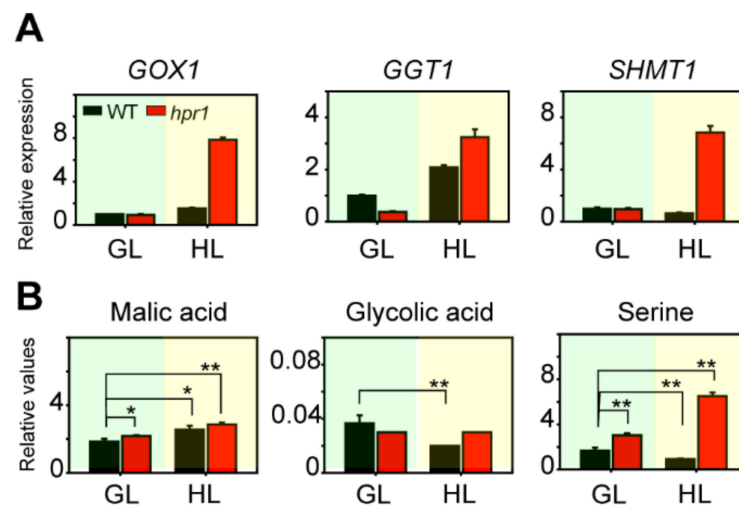 A
GOX1 GGT1 SHMT1
Relative expression
WT hpr1
8
4
0
4
2
0
8
4
0
GL HL GL HL GL HL
B
Malic acid Glycolic acid Serine
Relative values
4
0
0.08
0.04
0
8
4
0
* * **
**
** ** **
GL HL GL HL GL HL